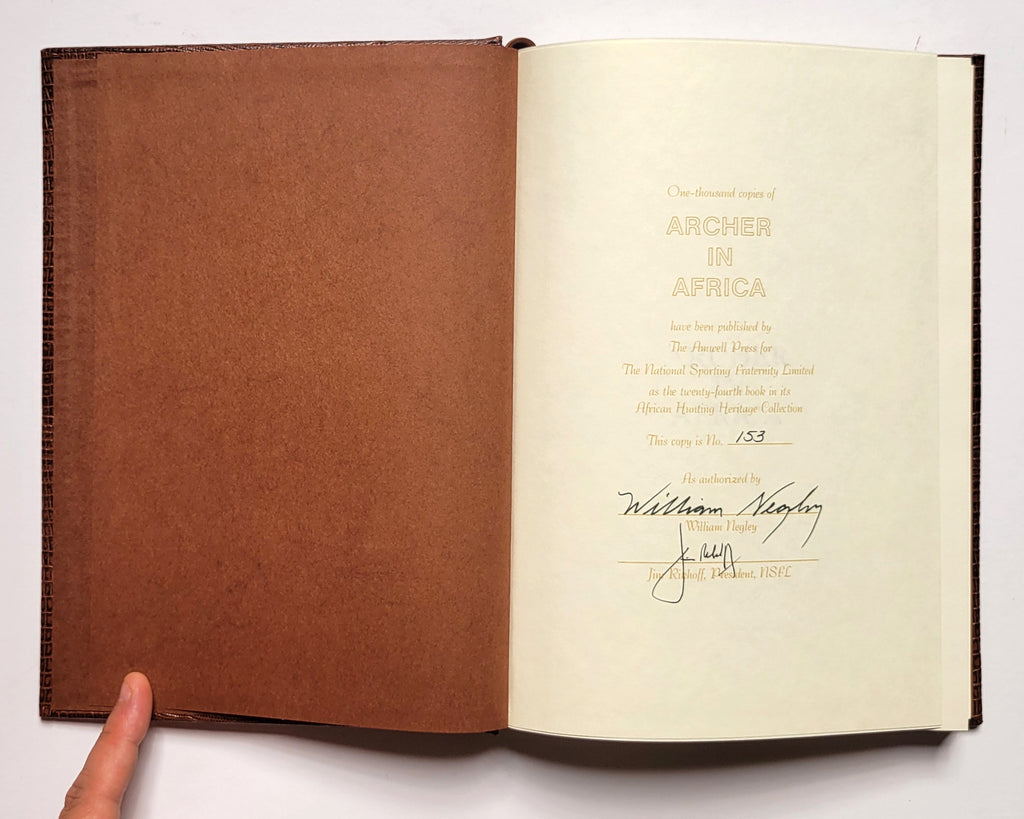 One-thousand copies of
ARCHER
IN
AFRICA
have been published by
The Amwell Press for
The National Sporting Fraternity Limited
as the twenty-fourth book in its
African Hunting Heritage Collection
This copy is No. 153
As authorized by
William Negley
William Negley
Jim Rikhoff, President, NSFL